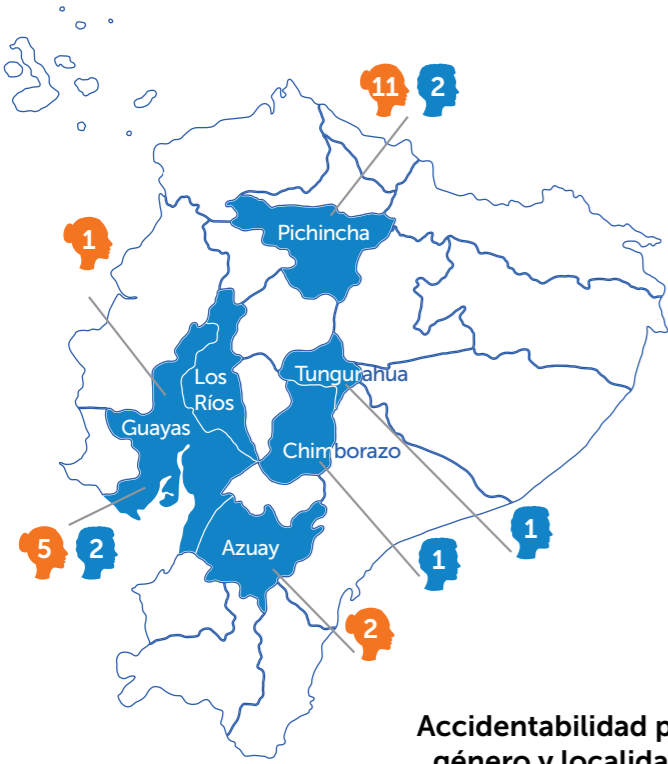 11 2
Pichincha
1
Los
Ríos
Tungurahua
Guayas
Chimborazo
5 2
Azuay
1
1
2
Accidentabilidad p
género y localida